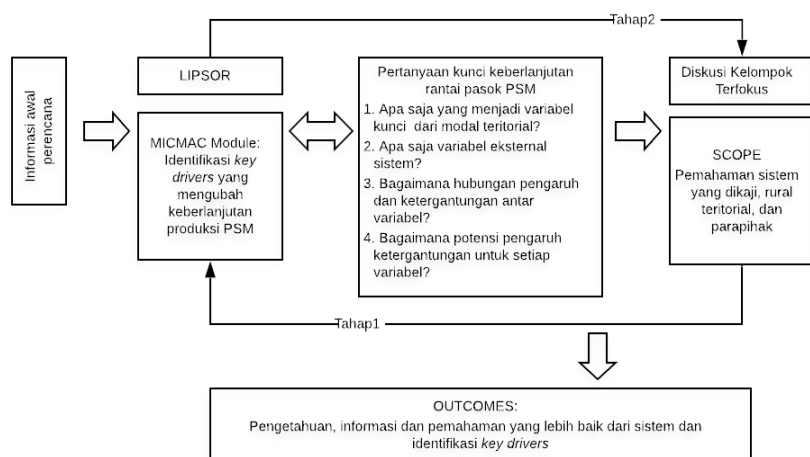 Tahap2
Informasi awal
perencana
LIPSOR
MICMAC Module:
Identifikasi key
drivers yang
mengubah
keberlanjutan
produksi PSM
Pertanyaan kunci keberlanjutan
rantai pasok PSM
1. Apa saja yang menjadi variabel
kunci dari modal teritorial?
2. Apa saja variabel eksternal
sistem?
3. Bagaimana hubungan pengaruh
dan ketergantungan antar
variabel?
4. Bagaimana potensi pengaruh
ketergantungan untuk setiap
variabel?
Diskusi Kelompok
Terfokus
SCOPE
Pemahaman sistem
yang dikaji, rural
teritorial, dan
parapihak
Tahap1
OUTCOMES:
Pengetahuan, informasi dan pemahaman yang lebih baik dari sistem dan
identifikasi key drivers